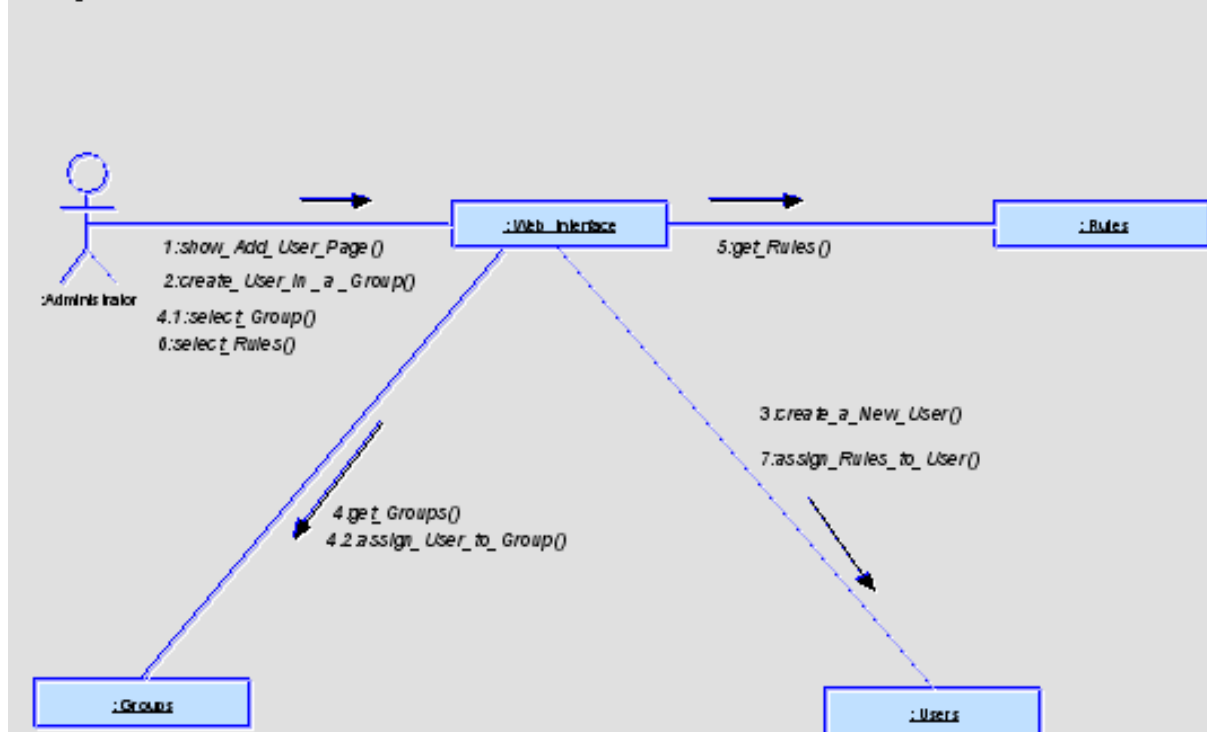 :Web_Interface
:Rules
1:show_Add_User_Page()
5:get_Rules()
2:create_User_In_a_Group()
:Administrator
4.1:select_Group()
6:select_Rules()
3:create_a_New_User()
7:assign_Rules_to_User()
4:get_Groups()
4.2:assign_User_to_Group()
:Groups
:Users